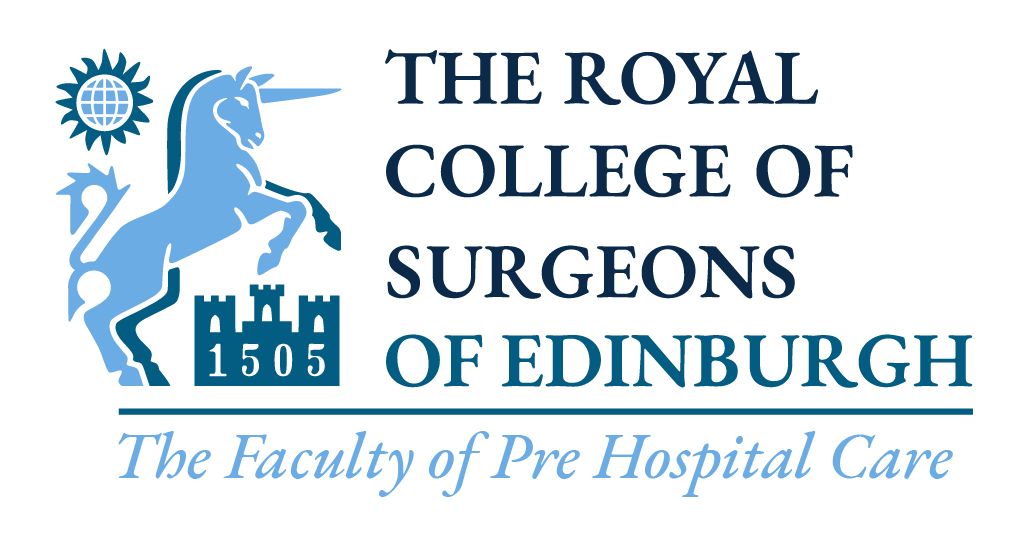 THE ROYAL
COLLEGE OF
SURGEONS
OF EDINBURGH
1505
The Faculty of Pre Hospital Care